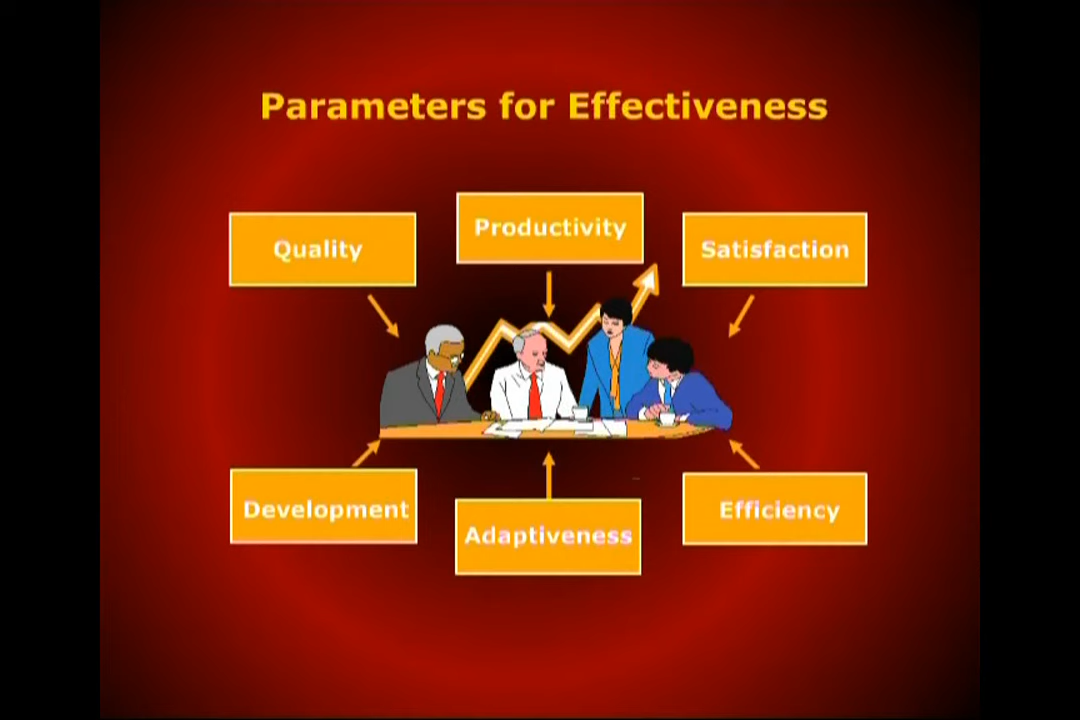 Parameters for Effectiveness
Quality
Productivity
Satisfaction
Development
Adaptiveness
Efficiency